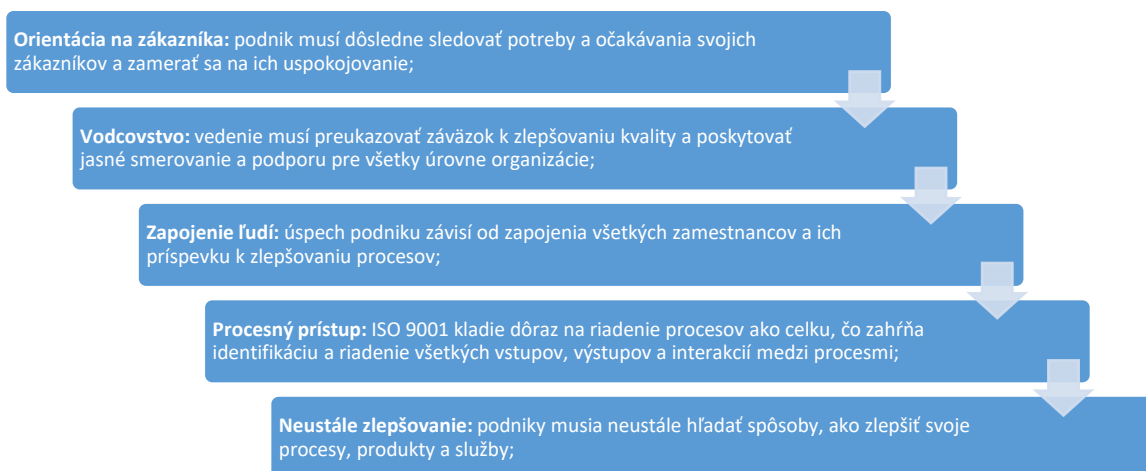 Orientácia na zákazníka: podnik musí dôsledne sledovať potreby a očakávania svojich
zákazníkov a zamerať sa na ich uspokojovanie;
Vodcovstvo: vedenie musí preukazovať záväzok k zlepšovaniu kvality a poskytovať
jasné smerovanie a podporu pre všetky úrovne organizácie;
Zapojenie ľudí: úspech podniku závisí od zapojenia všetkých zamestnancov a ich
príspevku k zlepšovaniu procesov;
Procesný prístup: ISO 9001 kladie dôraz na riadenie procesov ako celku, čo zahŕňa
identifikáciu a riadenie všetkých vstupov, výstupov a interakcií medzi procesmi;
Neustále zlepšovanie: podniky musia neustále hľadať spôsoby, ako zlepšiť svoje
procesy, produkty a služby;